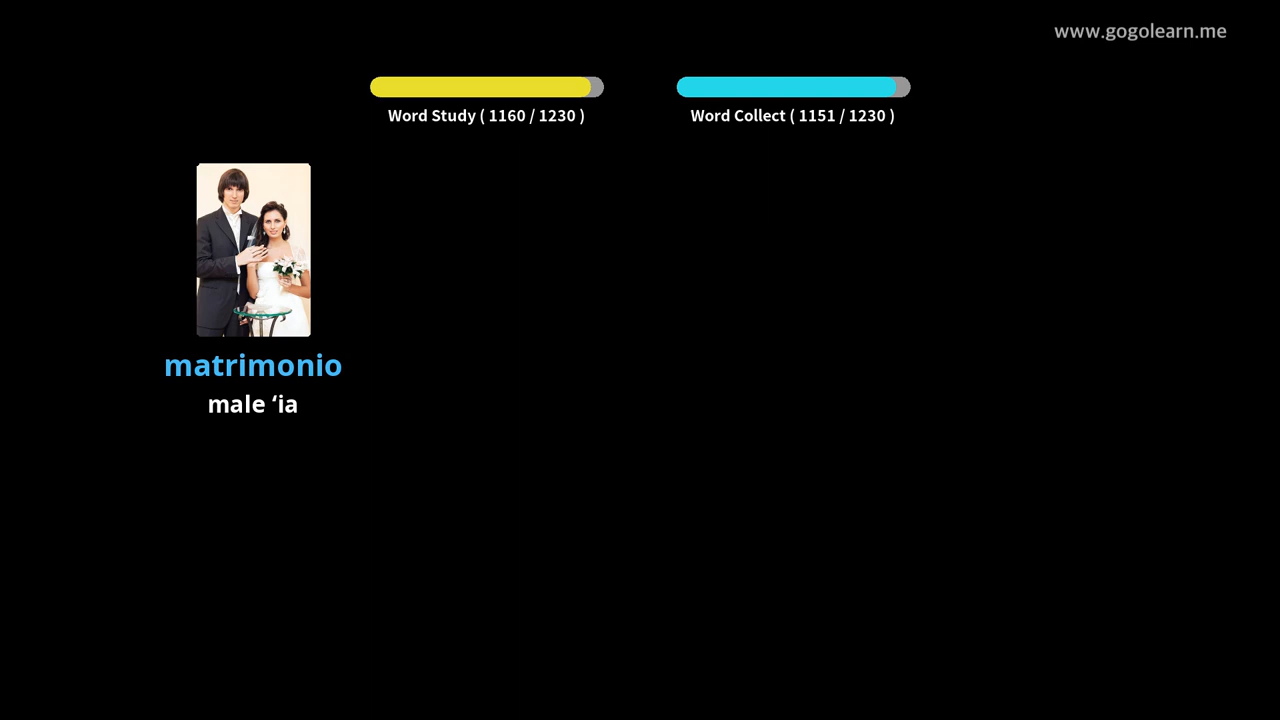 www.gogolearn.me
Word Study ( 1160 / 1230 )
Word Collect ( 1151 / 1230 )
matrimonio
male ‘ia